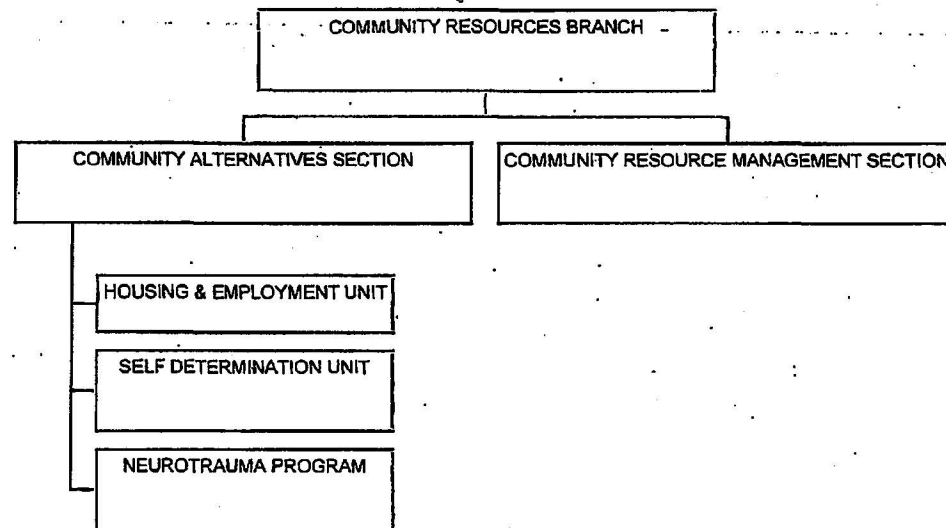 COMMUNITY RESOURCES BRANCH
COMMUNITY ALTERNATIVES SECTION
COMMUNITY RESOURCE MANAGEMENT SECTION
HOUSING & EMPLOYMENT UNIT
SELF DETERMINATION UNIT
NEUROTRAUMA PROGRAM